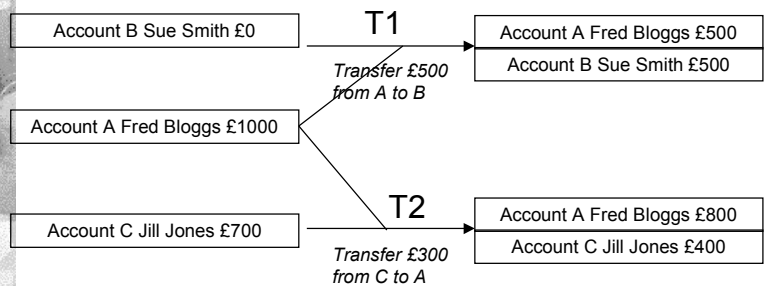 Account B Sue Smith £0
T1
Transfer £500
from A to B
Account A Fred Bloggs £500
Account B Sue Smith £500
Account A Fred Bloggs £1000
Account C Jill Jones £700
T2
Transfer £300
from C to A
Account A Fred Bloggs £800
Account C Jill Jones £400